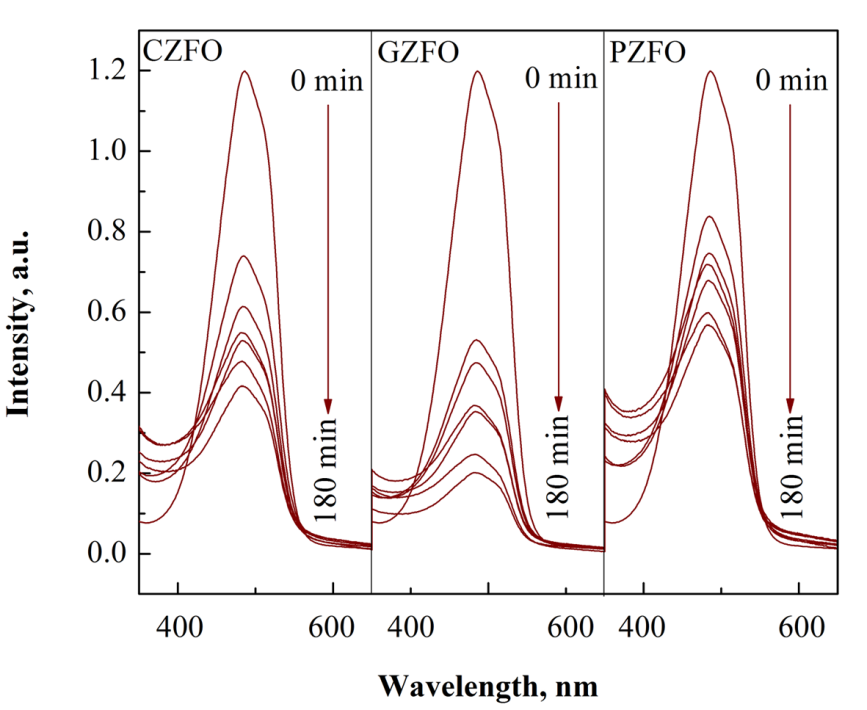 CZFO
GZFO
PZFO
0 min
0 min
0 min
180 min
180 min
180 min
1.2
1.0
0.8
0.6
0.4
0.2
0.0
Intensity, a.u.
400
600
400
600
400
600
Wavelength, nm